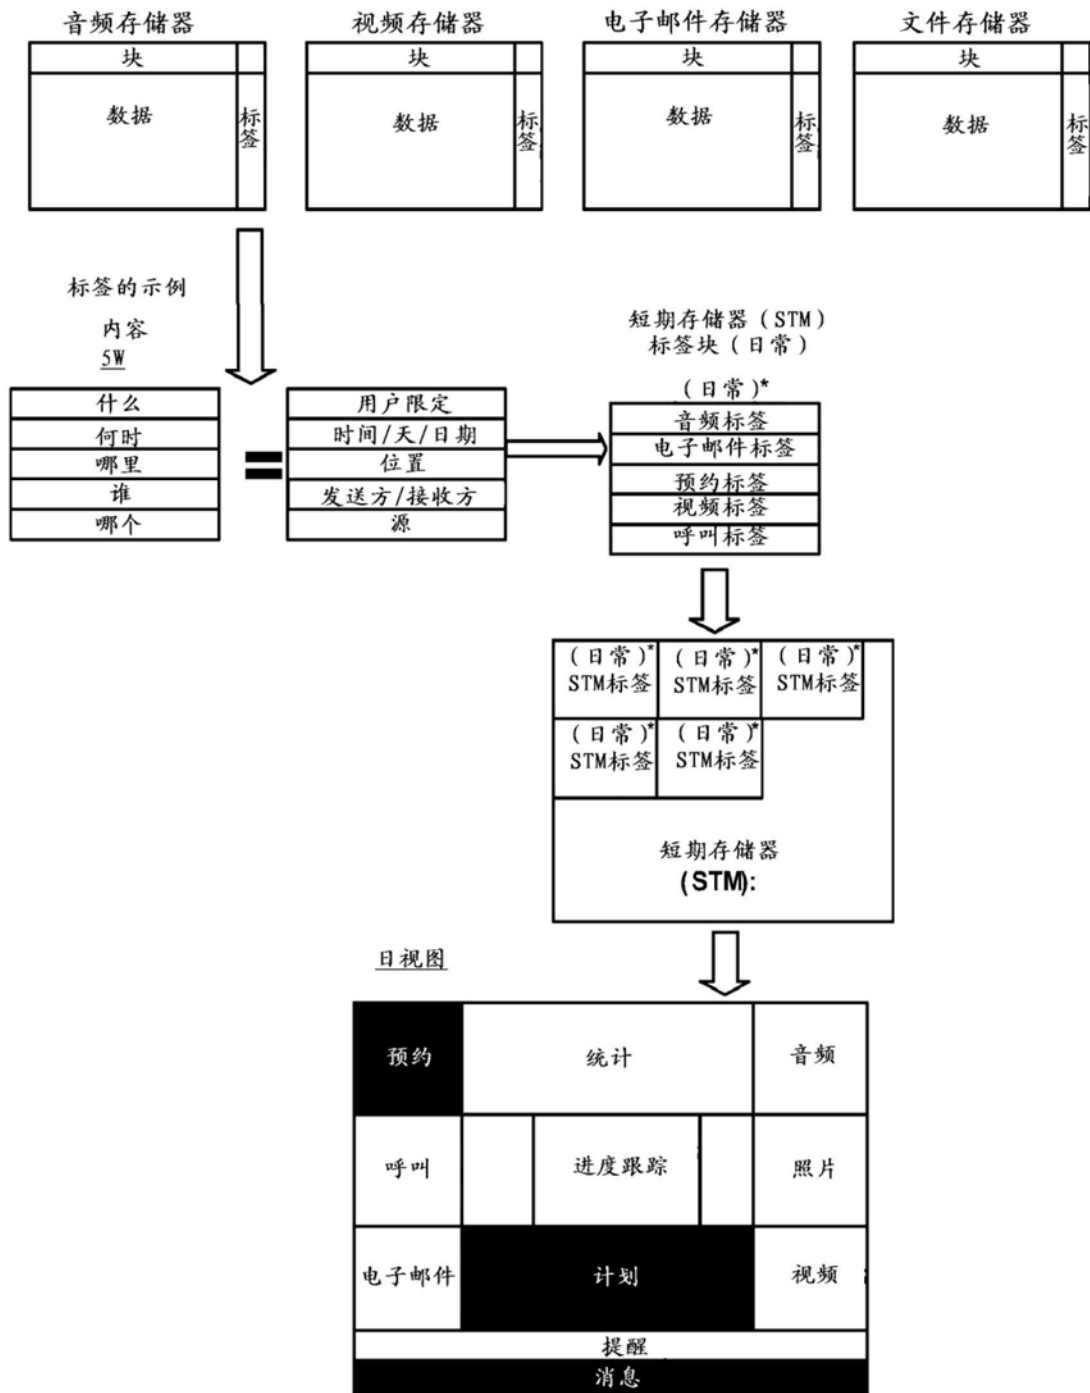 音频存储器
视频存储器
电子邮件存储器
文件存储器
块
块
块
块
数据
标签
数据
标签
数据
标签
数据
标签
标签的示例
内容
5W
什么
何时
哪里
谁
哪个
用户限定
时间/天/日期
位置
发送方/接收方
源
短期存储器(STM)
标签块(日常)
(日常)*
音频标签
电子邮件标签
预约标签
视频标签
呼叫标签
(日常)*
STM标签
(日常)*
STM标签
(日常)*
STM标签
(日常)*
STM标签
(日常)*
STM标签
短期存储器
(STM):
日视图
预约
统计
音频
呼叫
进度跟踪
照片
电子邮件
计划
视频
提醒
消息